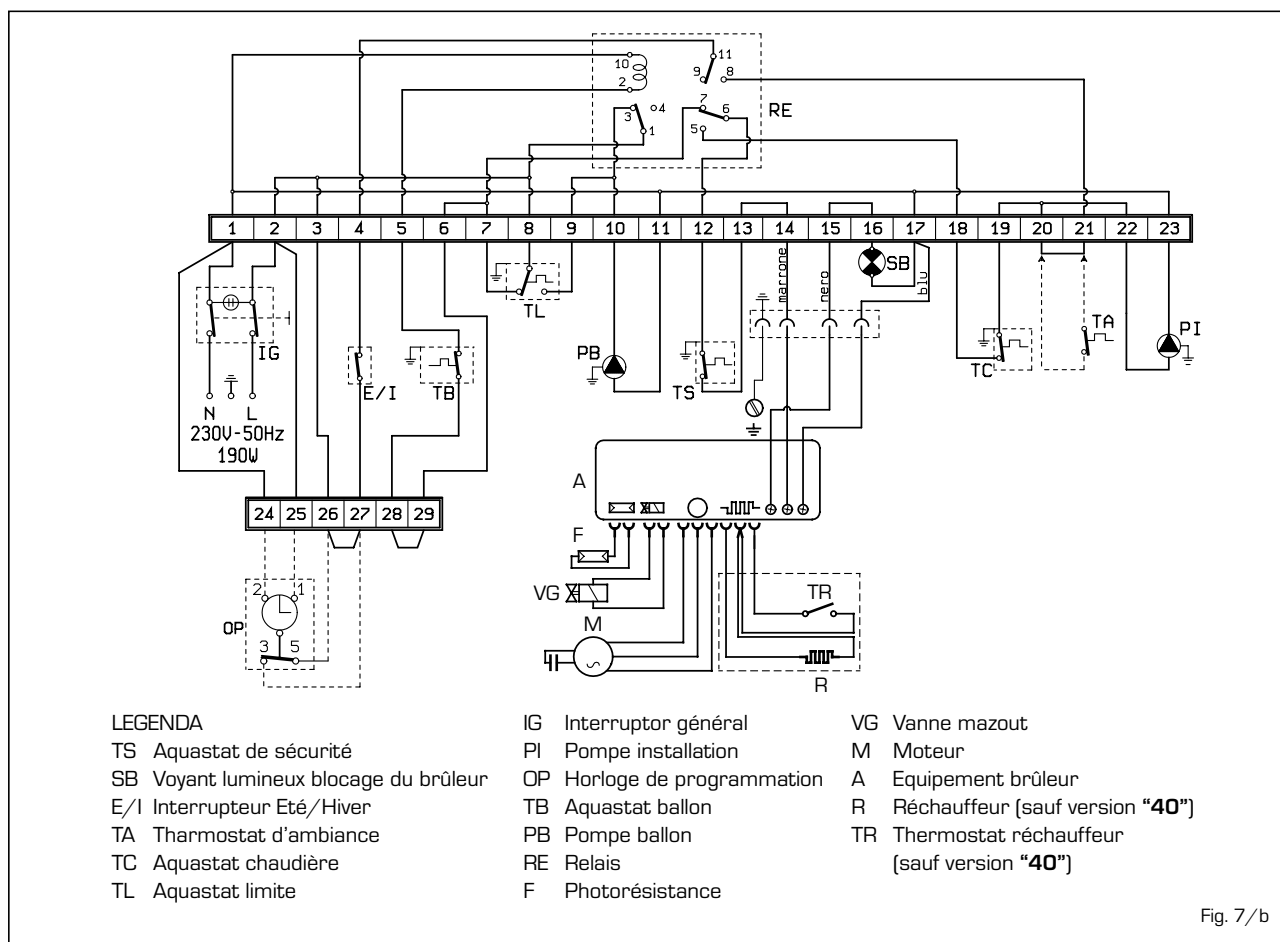 10
11
9
8
2
7
6
3
4
1
5
RE
1 2 3 4 5 6 7 8 9 10 11 12 13 14 15 16 17 18 19 20 21 22 23
marrone
nero
SB
blu
TL
IG
PB
TA
PI
E/I
TB
TS
TC
N L
230V-50Hz
190W
A
24 25 26 27 28 29
F
2 1
VG
TR
OP
M
3 5
R
LEGENDA
TS Aquastat de sécurité
SB Voyant lumineux blocage du brûleur
E/I Interrupteur Eté/Hiver
TA Tharmostat d'ambiance
TC Aquastat chaudière
TL Aquastat limite
IG Interruptor général
PI Pompe installation
OP Horloge de programmation
TB Aquastat ballon
PB Pompe ballon
RE Relais
F Photorésistance
VG Vanne mazout
M Moteur
A Equipement brûleur
R Réchauffeur (sauf version “40”)
TR Thermostat réchauffeur
(sauf version “40”)
Fig. 7/b